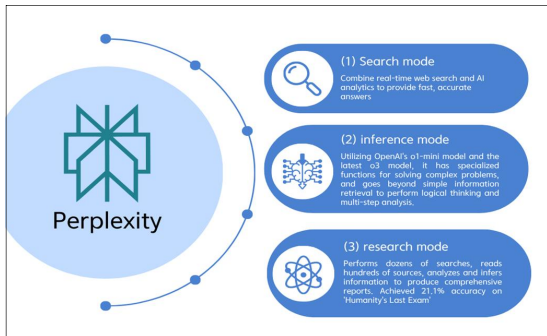 Perplexity
(1) Search mode
Combine real-time web search and AI
analytics to provide fast, accurate
answers
(2) inference mode
Utilizing OpenAI's o1-mini model and the
latest o3 model, it has specialized
functions for solving complex problems,
and goes beyond simple information
retrieval to perform logical thinking and
multi-step analysis.
(3) research mode
Performs dozens of searches, reads
hundreds of sources, analyzes and infers
information to produce comprehensive
reports. Achieved 21.1% accuracy on
'Humanity's Last Exam'